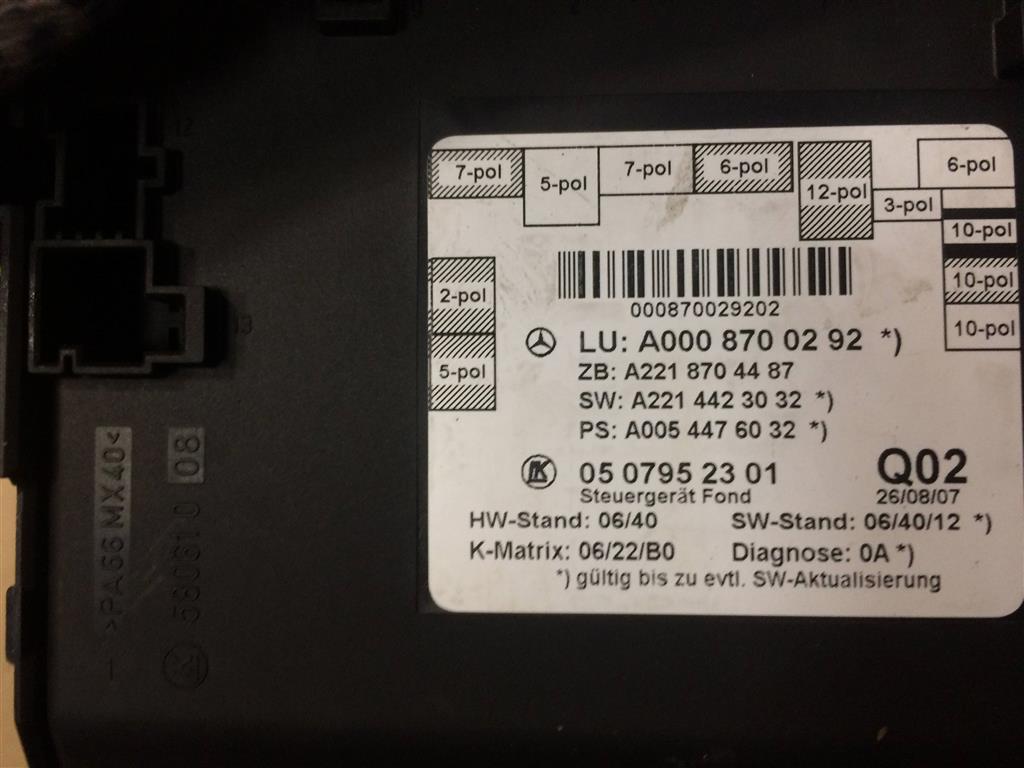 7-pol
5-pol
7-pol
6-pol
12-pol
3-pol
6-pol
10-pol
10-pol
10-pol
2-pol
5-pol
000870029202
LU: A000 870 02 92 *)
ZB: A221 870 44 87
SW: A221 442 30 32 *)
PS: A005 447 60 32 *)
05 0795 23 01
Q02
Steuergerät Fond
26/08/07
HW-Stand: 06/40
SW-Stand: 06/40/12 *)
K-Matrix: 06/22/B0
Diagnose: 0A *)
*) gültig bis zu evtl. SW-Aktualisierung
12
13
>PA66 MX40<
08